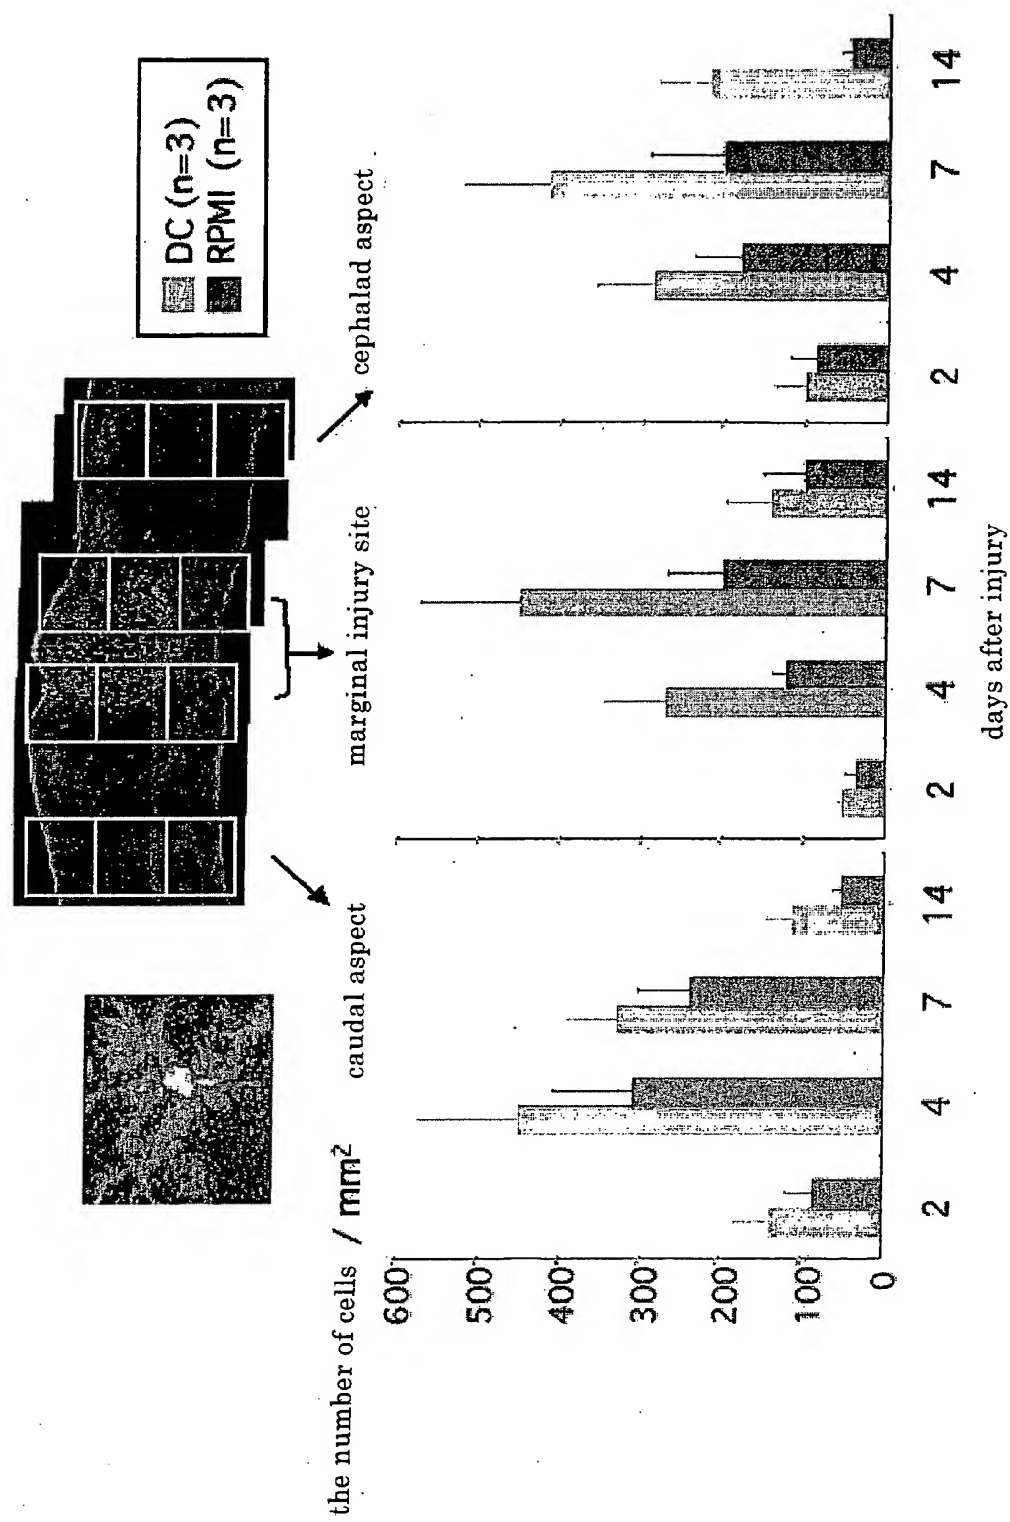 DC (n=3)
RPMI (n=3)
the number of cells / mm²
caudal aspect
marginal injury site
cephalad aspect
600
500
400
300
200
100
0
2 4 7 14
2 4 7 14
2 4 7 14
days after injury